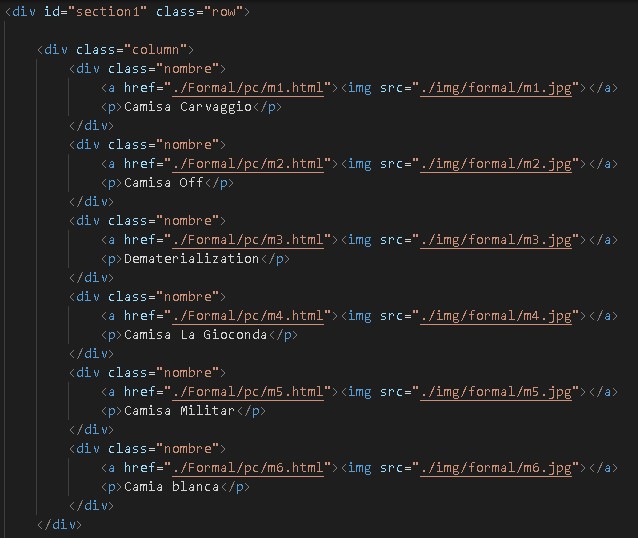 <div id="section1" class="row">
<div class="column">
<div class="nombre">
<a href="./Formal/pc/m1.html"><img src="./img/formal/m1.jpg"></a>
<p>Camisa Carvaggio</p>
</div>
<div class="nombre">
<a href="./Formal/pc/m2.html"><img src="./img/formal/m2.jpg"></a>
<p>Camisa Off</p>
</div>
<div class="nombre">
<a href="./Formal/pc/m3.html"><img src="./img/formal/m3.jpg"></a>
<p>Dematerialization</p>
</div>
<div class="nombre">
<a href="./Formal/pc/m4.html"><img src="./img/formal/m4.jpg"></a>
<p>Camisa La Gioconda</p>
</div>
<div class="nombre">
<a href="./Formal/pc/m5.html"><img src="./img/formal/m5.jpg"></a>
<p>Camisa Militar</p>
</div>
<div class="nombre">
<a href="./Formal/pc/m6.html"><img src="./img/formal/m6.jpg"></a>
<p>Camia blanca</p>
</div>
</div>